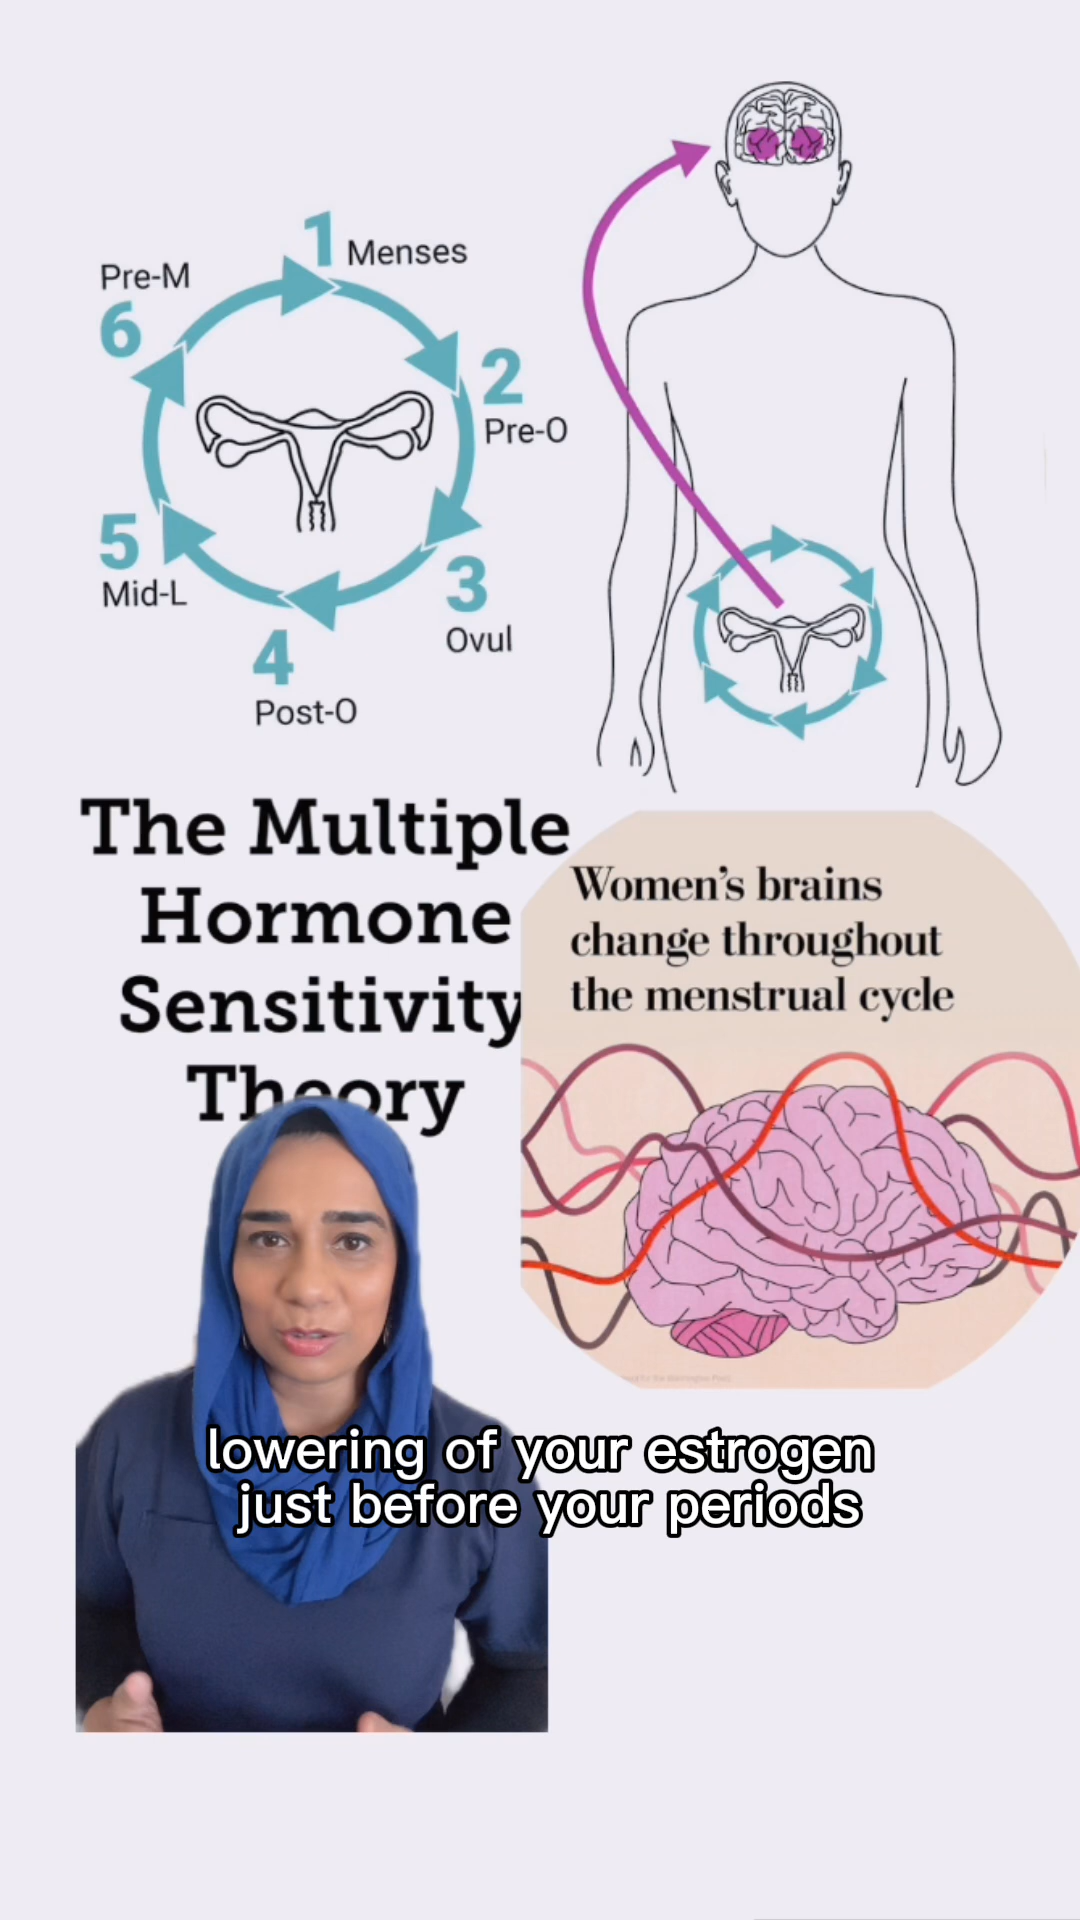 1 Menses
2
Pre-O
3
Ovul
4
Post-O
5
Mid-L
Pre-M
6
The Multiple
Hormone
Sensitivity
Theory
Women's brains
change throughout
the menstrual cycle
lowering of your estrogen
just before your periods